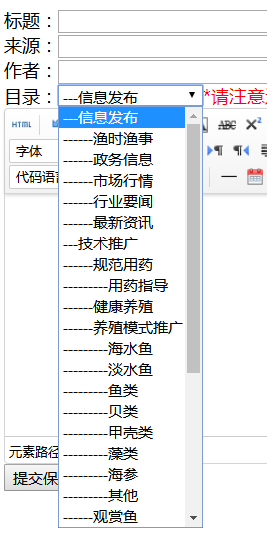 标题：
来源：
作者：
目录： ---信息发布 *请注意
---信息发布
HTML ABC X²
------渔时渔事
字体
------政务信息
代码语言
------市场行情
------行业要闻
------最新资讯
---技术推广
------规范用药
---------用药指导
------健康养殖
------养殖模式推广
---------海水鱼
---------淡水鱼
---------鱼类
---------贝类
---------甲壳类
---------藻类
---------海参
---------其他
------观赏鱼
元素路径
提交保